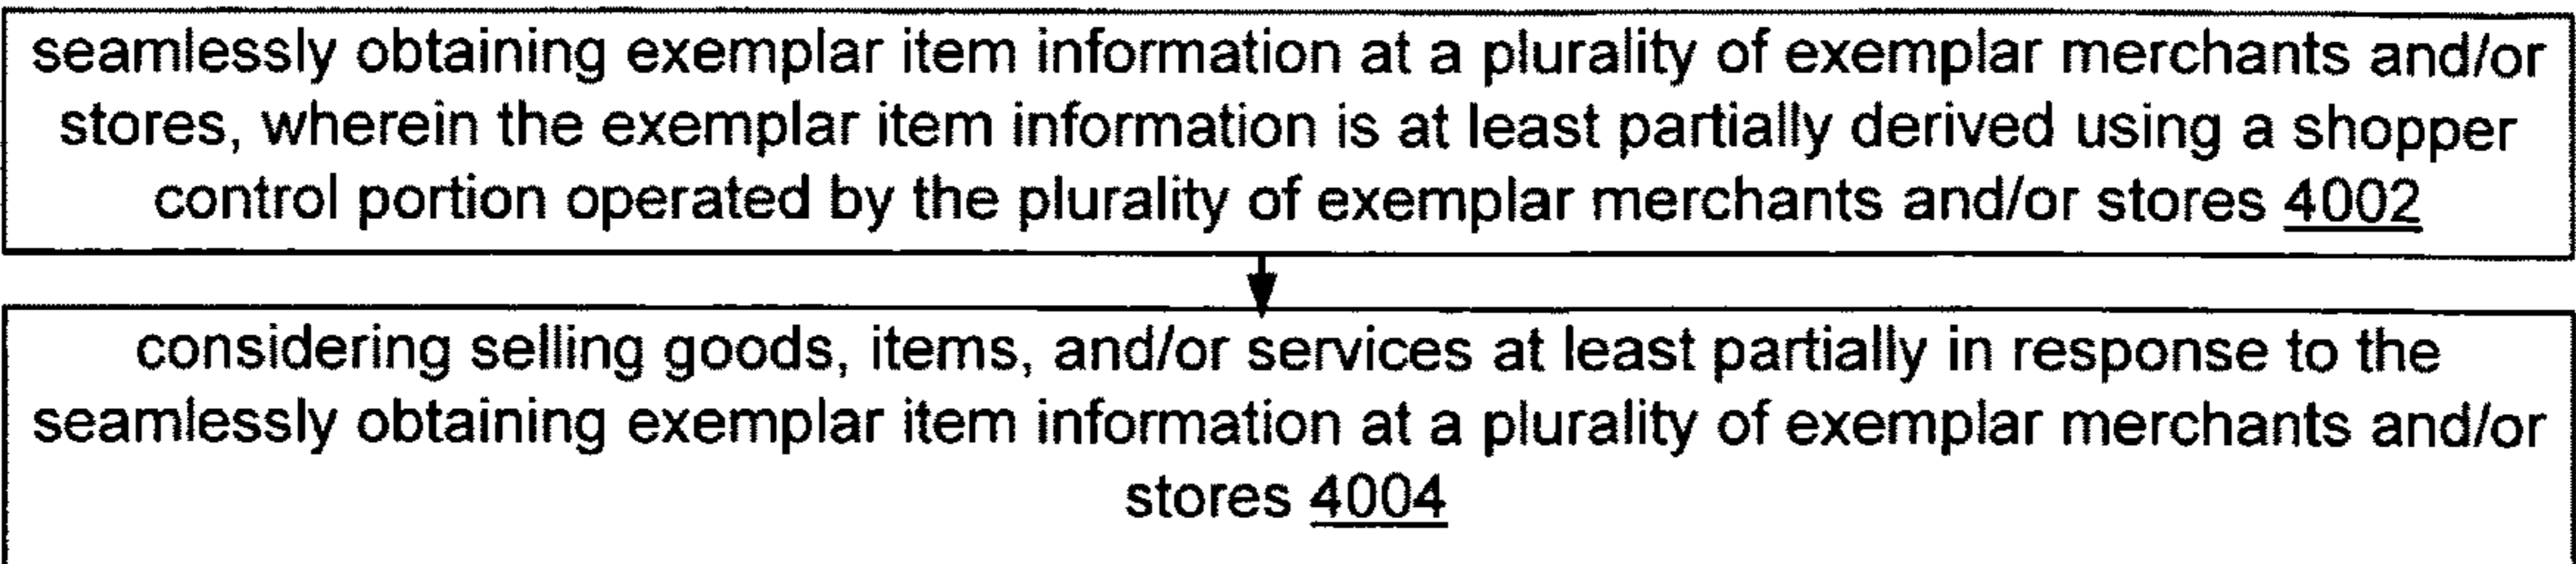 seamlessly obtaining exemplar item information at a plurality of exemplar merchants and/or
stores, wherein the exemplar item information is at least partially derived using a shopper
control portion operated by the plurality of exemplar merchants and/or stores 4002
considering selling goods, items, and/or services at least partially in response to the
seamlessly obtaining exemplar item information at a plurality of exemplar merchants and/or
stores 4004